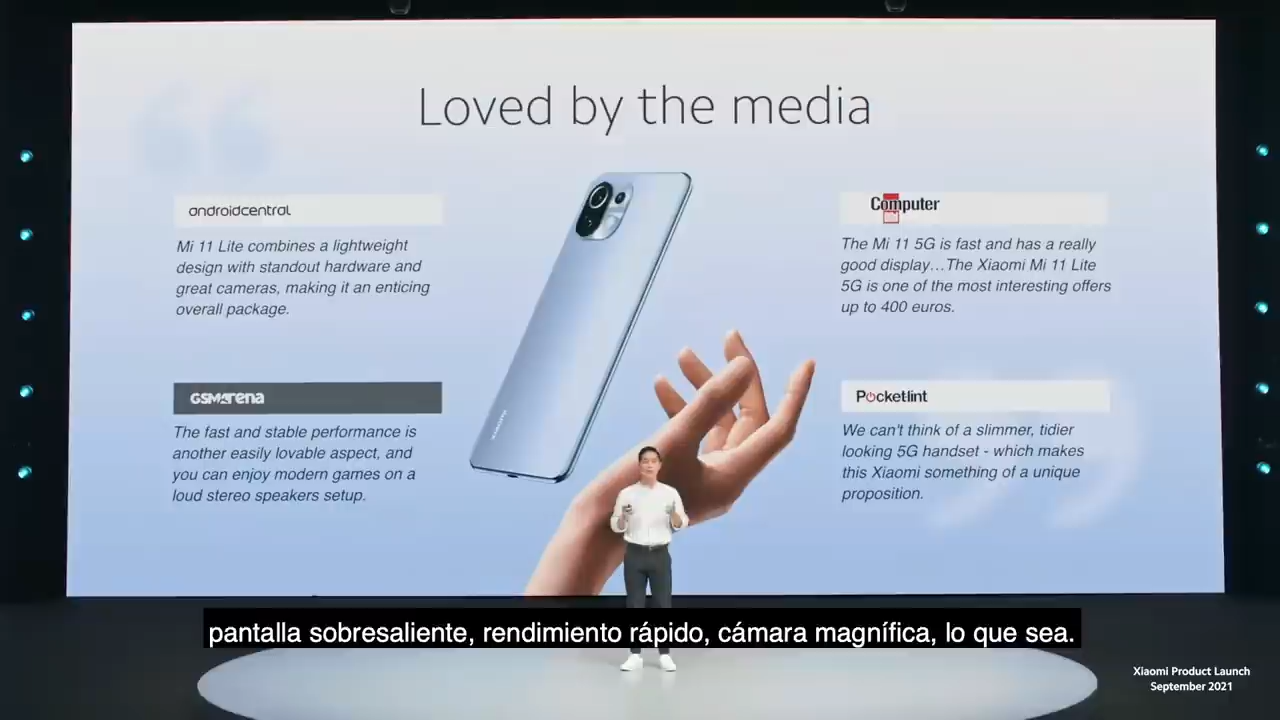 Loved by the media
androidcentral
Mi 11 Lite combines a lightweight
design with standout hardware and
great cameras, making it an enticing
overall package.
GSMArena
The fast and stable performance is
another easily lovable aspect, and
you can enjoy modern games on a
loud stereo speakers setup.
XIAOMI
Computer
The Mi 11 5G is fast and has a really
good display…The Xiaomi Mi 11 Lite
5G is one of the most interesting offers
up to 400 euros.
Pocketlint
We can't think of a slimmer, tidier
looking 5G handset - which makes
this Xiaomi something of a unique
proposition.
pantalla sobresaliente, rendimiento rápido, cámara magnífica, lo que sea.
Xiaomi Product Launch
September 2021